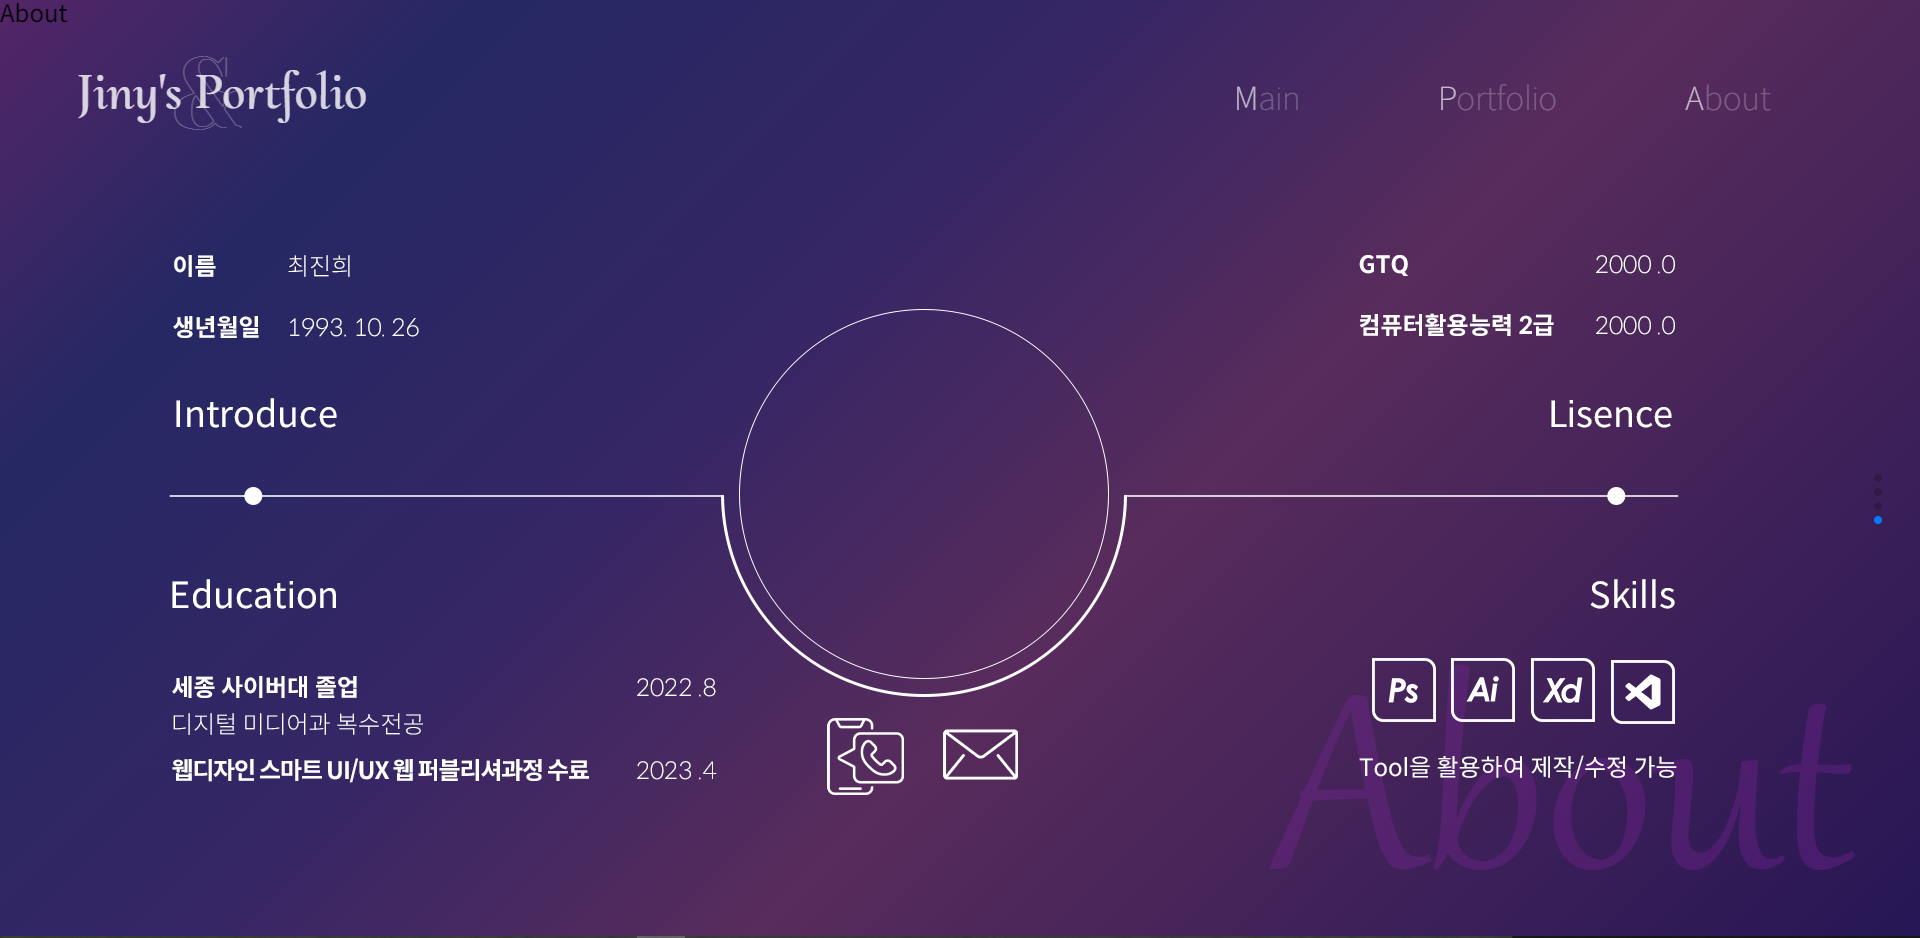 About
Jiny's & Portfolio
Main Portfolio About
이름 최진희
생년월일 1993. 10. 26
Introduce
GTQ 2000 .0
컴퓨터활용능력 2급 2000 .0
Lisence
Education
세종 사이버대 졸업 2022 .8
디지털 미디어과 복수전공
웹디자인 스마트 UI/UX 웹 퍼블리셔과정 수료 2023 .4
Skills
Ps Ai Xd
Tool을 활용하여 제작/수정 가능
About